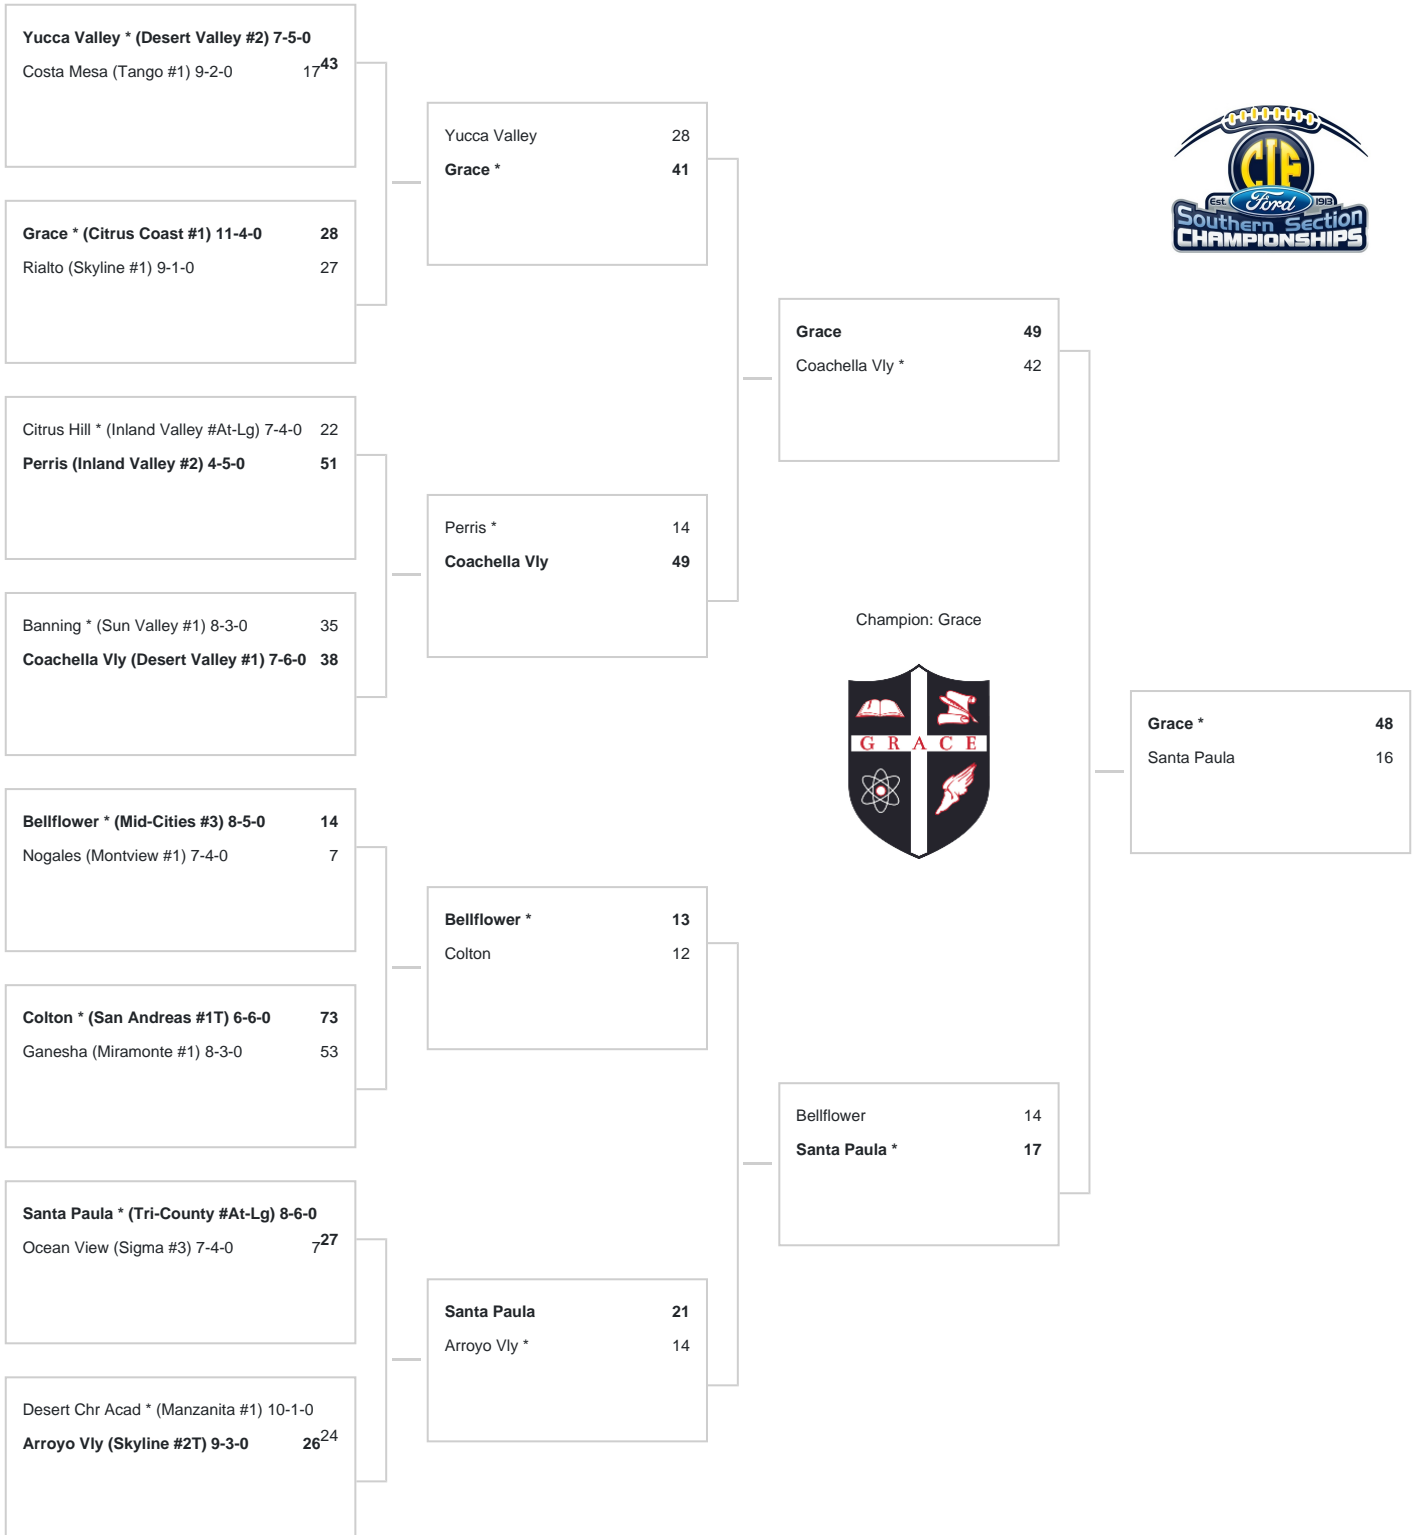 Yucca Valley * (Desert Valley #2) 7-5-0 43
Costa Mesa (Tango #1) 9-2-0 17
Grace * (Citrus Coast #1) 11-4-0 28
Rialto (Skyline #1) 9-1-0 27
Citrus Hill * (Inland Valley #At-Lg) 7-4-0 22
Perris (Inland Valley #2) 4-5-0 51
Banning * (Sun Valley #1) 8-3-0 35
Coachella Vly (Desert Valley #1) 7-6-0 38
Bellflower * (Mid-Cities #3) 8-5-0 14
Nogales (Montview #1) 7-4-0 7
Colton * (San Andreas #1T) 6-6-0 73
Ganesha (Miramonte #1) 8-3-0 53
Santa Paula * (Tri-County #At-Lg) 8-6-0 27
Ocean View (Sigma #3) 7-4-0 7
Desert Chr Acad * (Manzanita #1) 10-1-0 24
Arroyo Vly (Skyline #2T) 9-3-0 26
Yucca Valley 28
Grace * 41
Perris * 14
Coachella Vly 49
Bellflower * 13
Colton 12
Santa Paula 21
Arroyo Vly * 14
Grace 49
Coachella Vly * 42
Bellflower 14
Santa Paula * 17
Champion: Grace
GRACE
Grace * 48
Santa Paula 16
CIF
Est. Ford 1913
Southern Section
CHAMPIONSHIPS